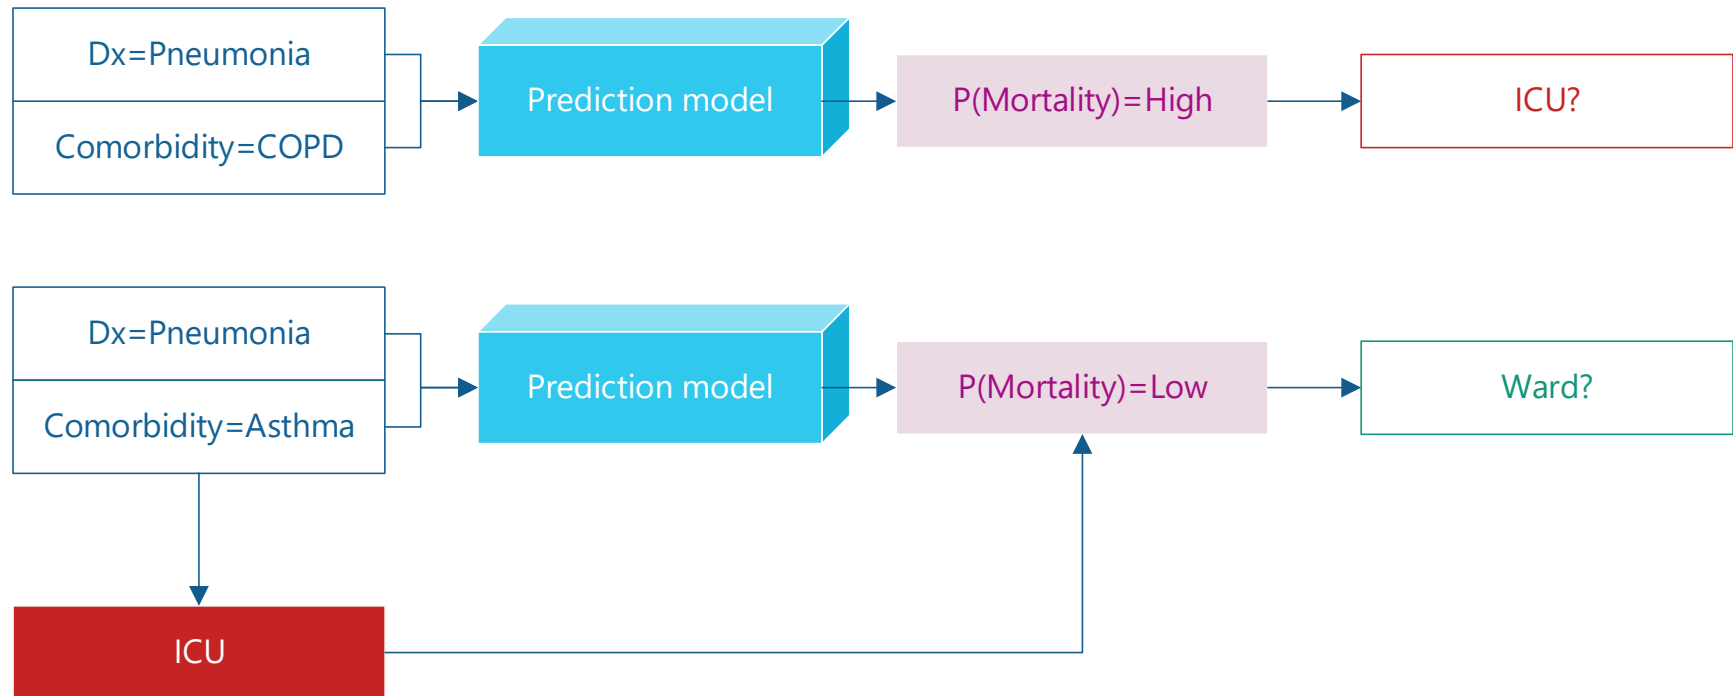 Dx=Pneumonia
Comorbidity=COPD
Prediction model
P(Mortality)=High
ICU?
Dx=Pneumonia
Comorbidity=Asthma
Prediction model
P(Mortality)=Low
Ward?
ICU